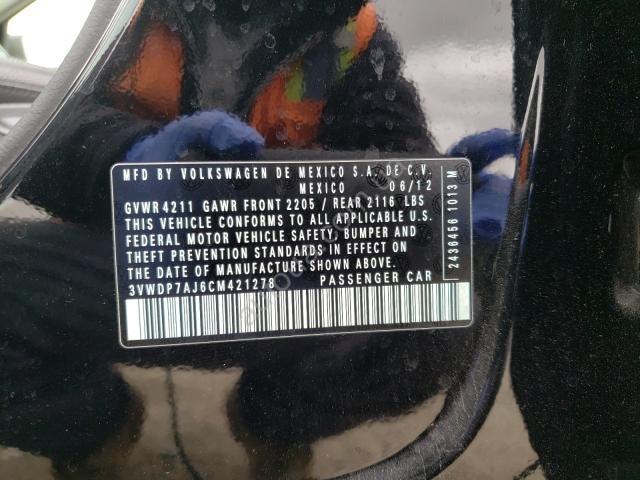 MFD BY VOLKSWAGEN DE MEXICO S.A. DE C.V.
MEXICO 06/12
GVWR 4211 GAWR FRONT 2205 / REAR 2116 LBS
THIS VEHICLE CONFORMS TO ALL APPLICABLE U.S.
FEDERAL MOTOR VEHICLE SAFETY, BUMPER AND
THEFT PREVENTION STANDARDS IN EFFECT ON
THE DATE OF MANUFACTURE SHOWN ABOVE.
3VWDP7AJ6CM421278 PASSENGER CAR
2436456 1013 M